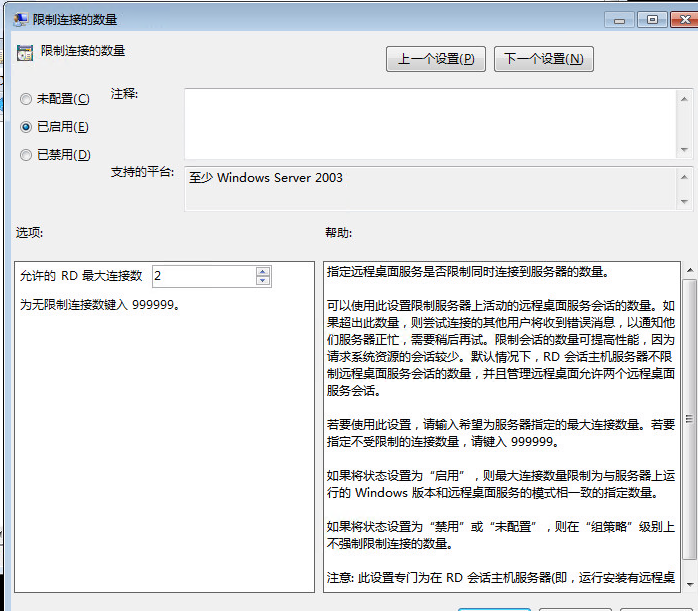 限制连接的数量
限制连接的数量
上一个设置(P)
下一个设置(N)
未配置(C)
注释:
已启用(E)
已禁用(D)
支持的平台:
至少 Windows Server 2003
选项:
帮助:
允许的 RD 最大连接数
2
为无限制连接数键入 999999。
指定远程桌面服务是否限制同时连接到服务器的数量。
可以使用此设置限制服务器上活动的远程桌面服务会话的数量。如
果超出此数量，则尝试连接的其他用户将收到错误消息，以通知他
们服务器正忙，需要稍后再试。限制会话的数量可提高性能，因为
请求系统资源的会话较少。默认情况下，RD 会话主机服务器不限
制远程桌面服务会话的数量，并且管理远程桌面允许两个远程桌面
服务会话。
若要使用此设置，请输入希望为服务器指定的最大连接数量。若要
指定不受限制的连接数量，请键入 999999。
如果将状态设置为“启用”，则最大连接数量限制为与服务器上运
行的 Windows 版本和远程桌面服务的模式相一致的指定数量。
如果将状态设置为“禁用”或“未配置”，则在“组策略”级别上
不强制限制连接的数量。
注意: 此设置专门为在 RD 会话主机服务器(即，运行安装有远程桌